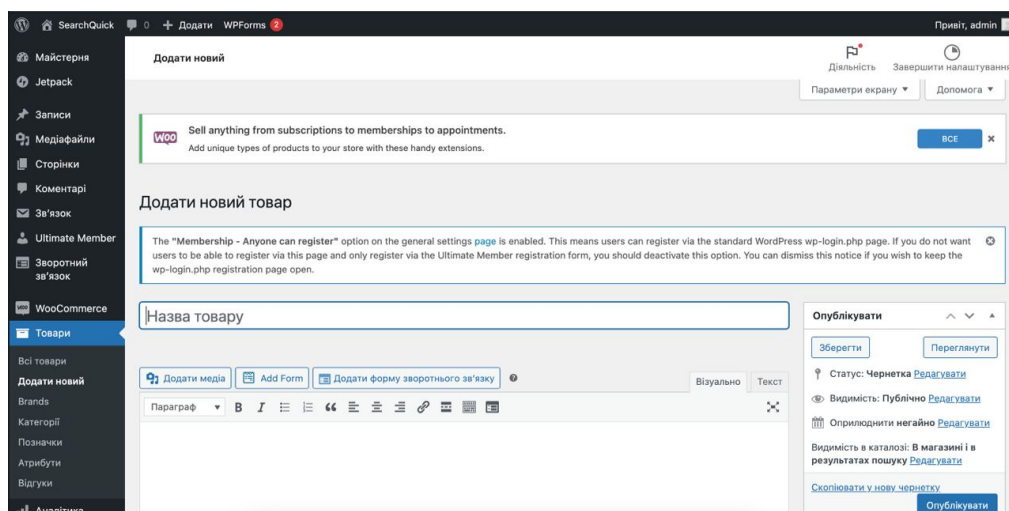 SearchQuick 0 + Додати WPForms 2 Привіт, admin
Майстерня
Jetpack
Записи
Медіафайли
Сторінки
Коментарі
Зв'язок
Ultimate Member
Зворотний
зв'язок
WooCommerce
Товари
Всі товари
Додати новий
Brands
Категорії
Позначки
Атрибути
Відгуки
Аналітика
Додати новий
Діяльність
Завершити налаштування
Параметри екрану ▼
Допомога ▼
Woo
Sell anything from subscriptions to memberships to appointments.
Add unique types of products to your store with these handy extensions.
ВСЕ
Додати новий товар
The "Membership - Anyone can register" option on the general settings page is enabled. This means users can register via the standard WordPress wp-login.php page. If you do not want
users to be able to register via this page and only register via the Ultimate Member registration form, you should deactivate this option. You can dismiss this notice if you wish to keep the
wp-login.php registration page open.
Назва товару
Додати медіа
Add Form
Додати форму зворотнього зв'язку
Візуально
Текст
Параграф ▼ B I
Опублікувати
Зберегти
Переглянути
Статус: Чернетка Редагувати
Видимість: Публічно Редагувати
Оприлюднити негайно Редагувати
Видимість в каталозі: В магазині і в
результатах пошуку Редагувати
Скопіювати у нову чернетку
Опублікувати